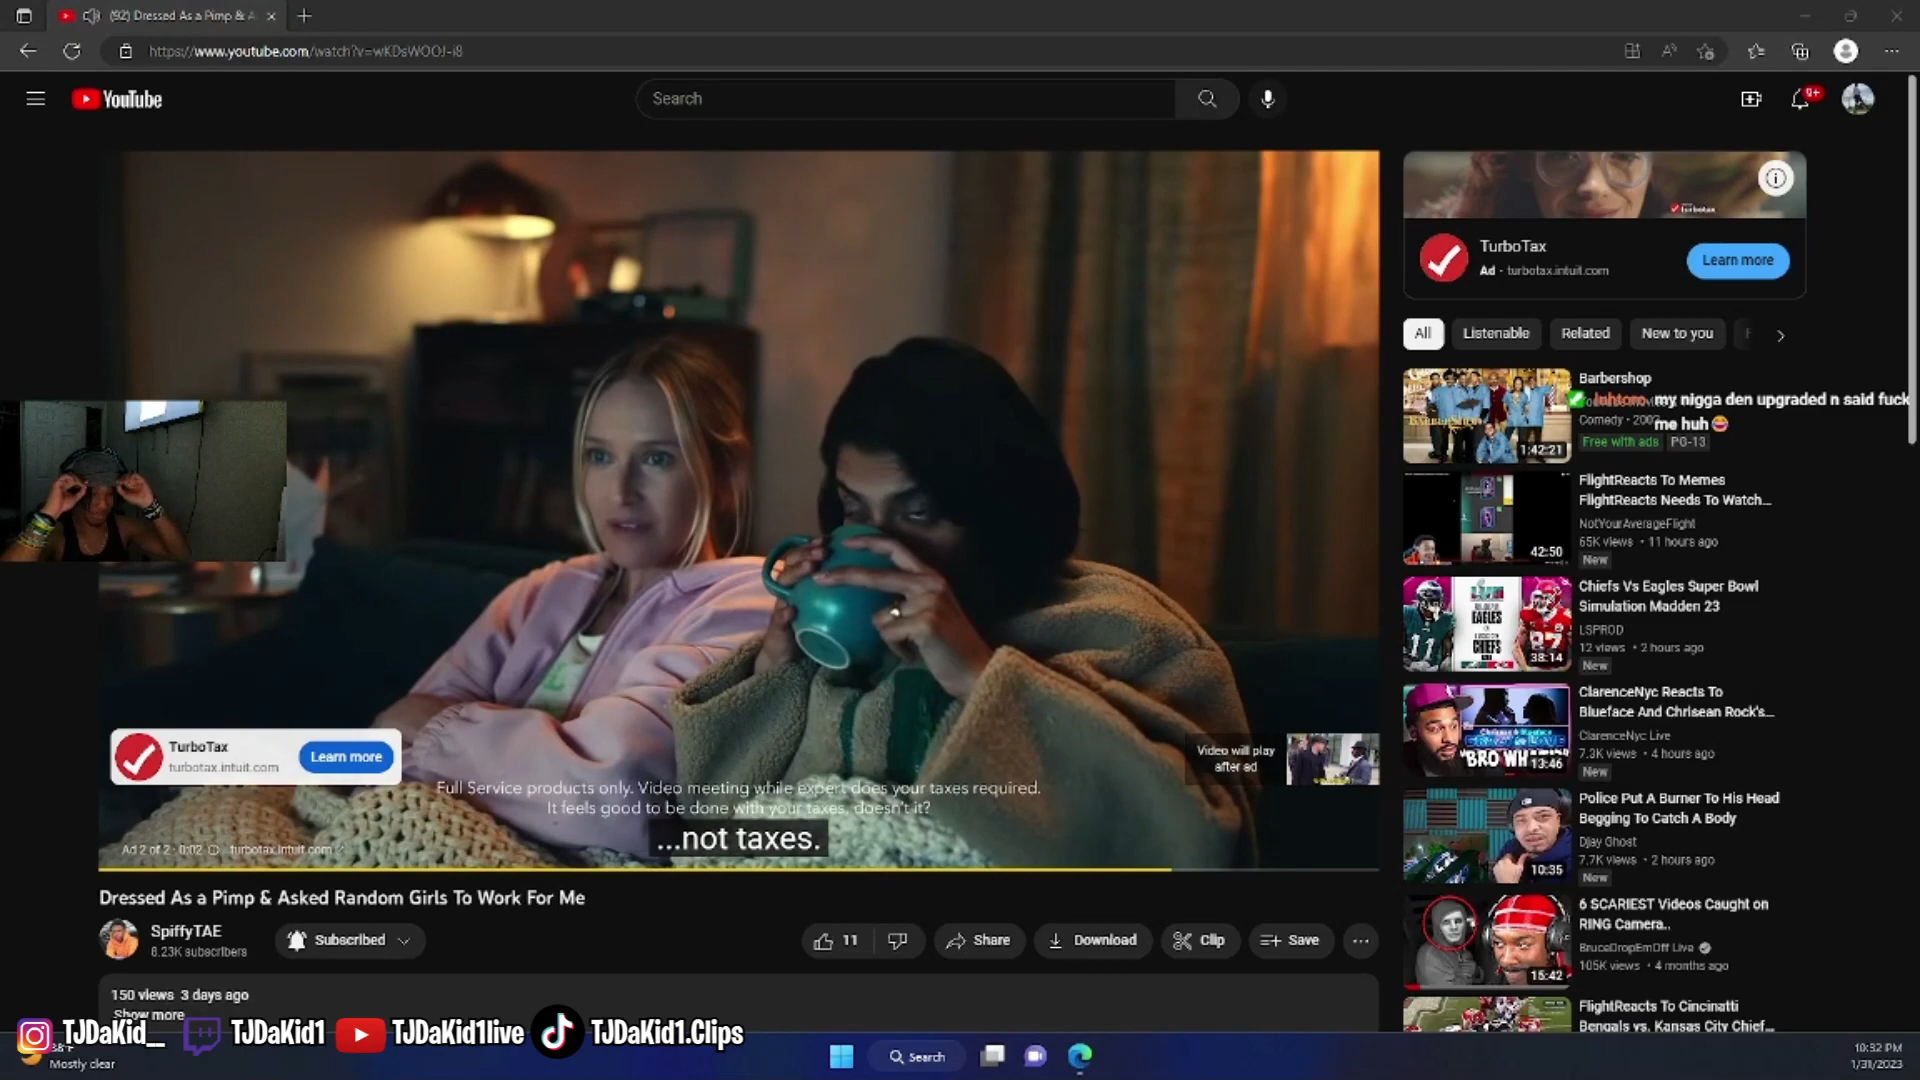 (92) Dressed As a Pimp & A
https://www.youtube.com/watch?v=wKDsWOOJ-i8
YouTube
Search
9+
turbotax
TurboTax
Ad · turbotax.intuit.com
Learn more
All
Listenable
Related
New to you
Barbershop
my nigga den upgraded n said fuck
me huh
Comedy · 2002
Free with ads
PG-13
1:42:21
FlightReacts To Memes
FlightReacts Needs To Watch...
NotYourAverageFlight
65K views · 11 hours ago
New
42:50
Chiefs Vs Eagles Super Bowl
Simulation Madden 23
LSPROD
12 views · 2 hours ago
New
EAGLES
CHIEFS
11
87
38:14
ClarenceNyc Reacts To
Blueface And Chrisean Rock's...
ClarenceNyc Live
7.3K views · 4 hours ago
New
"BRO WH
13:46
Police Put A Burner To His Head
Begging To Catch A Body
Djay Ghost
7.7K views · 2 hours ago
New
10:35
6 SCARIEST Videos Caught on
RING Camera..
BruceDropEmOff Live
105K views · 4 months ago
15:42
FlightReacts To Cincinatti
Bengals vs. Kansas City Chief...
TurboTax
turbotax.intuit.com
Learn more
Video will play
after ad
Full Service products only. Video meeting while expert does your taxes required.
It feels good to be done with your taxes, doesn't it?
...not taxes.
Ad 2 of 2 · 0:02
turbotax.intuit.com
Dressed As a Pimp & Asked Random Girls To Work For Me
SpiffyTAE
6.23K subscribers
Subscribed
11
Share
Download
Clip
Save
150 views 3 days ago
Show more
TJDaKid__
TJDaKid1
TJDaKid1live
TJDaKid1.Clips
38°F
Mostly clear
Search
10:32 PM
1/31/2023